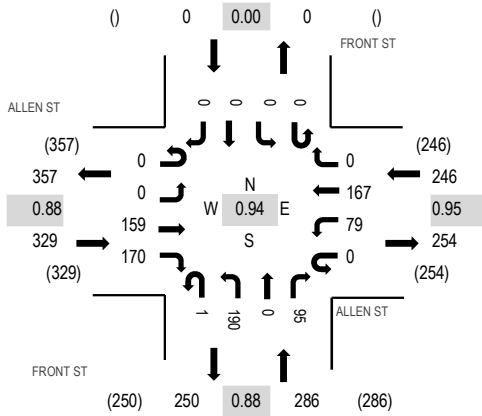 () 0 0.00 0 ()
FRONT ST
ALLEN ST
0 0 0 0
(357) (246)
357 0 0 246
0 N 167
0.88 W 0.94 E 0.95
159 79
329 S 254
170 0
(329) (254)
1 190 0 95
ALLEN ST
FRONT ST
(250) 250 0.88 286 (286)